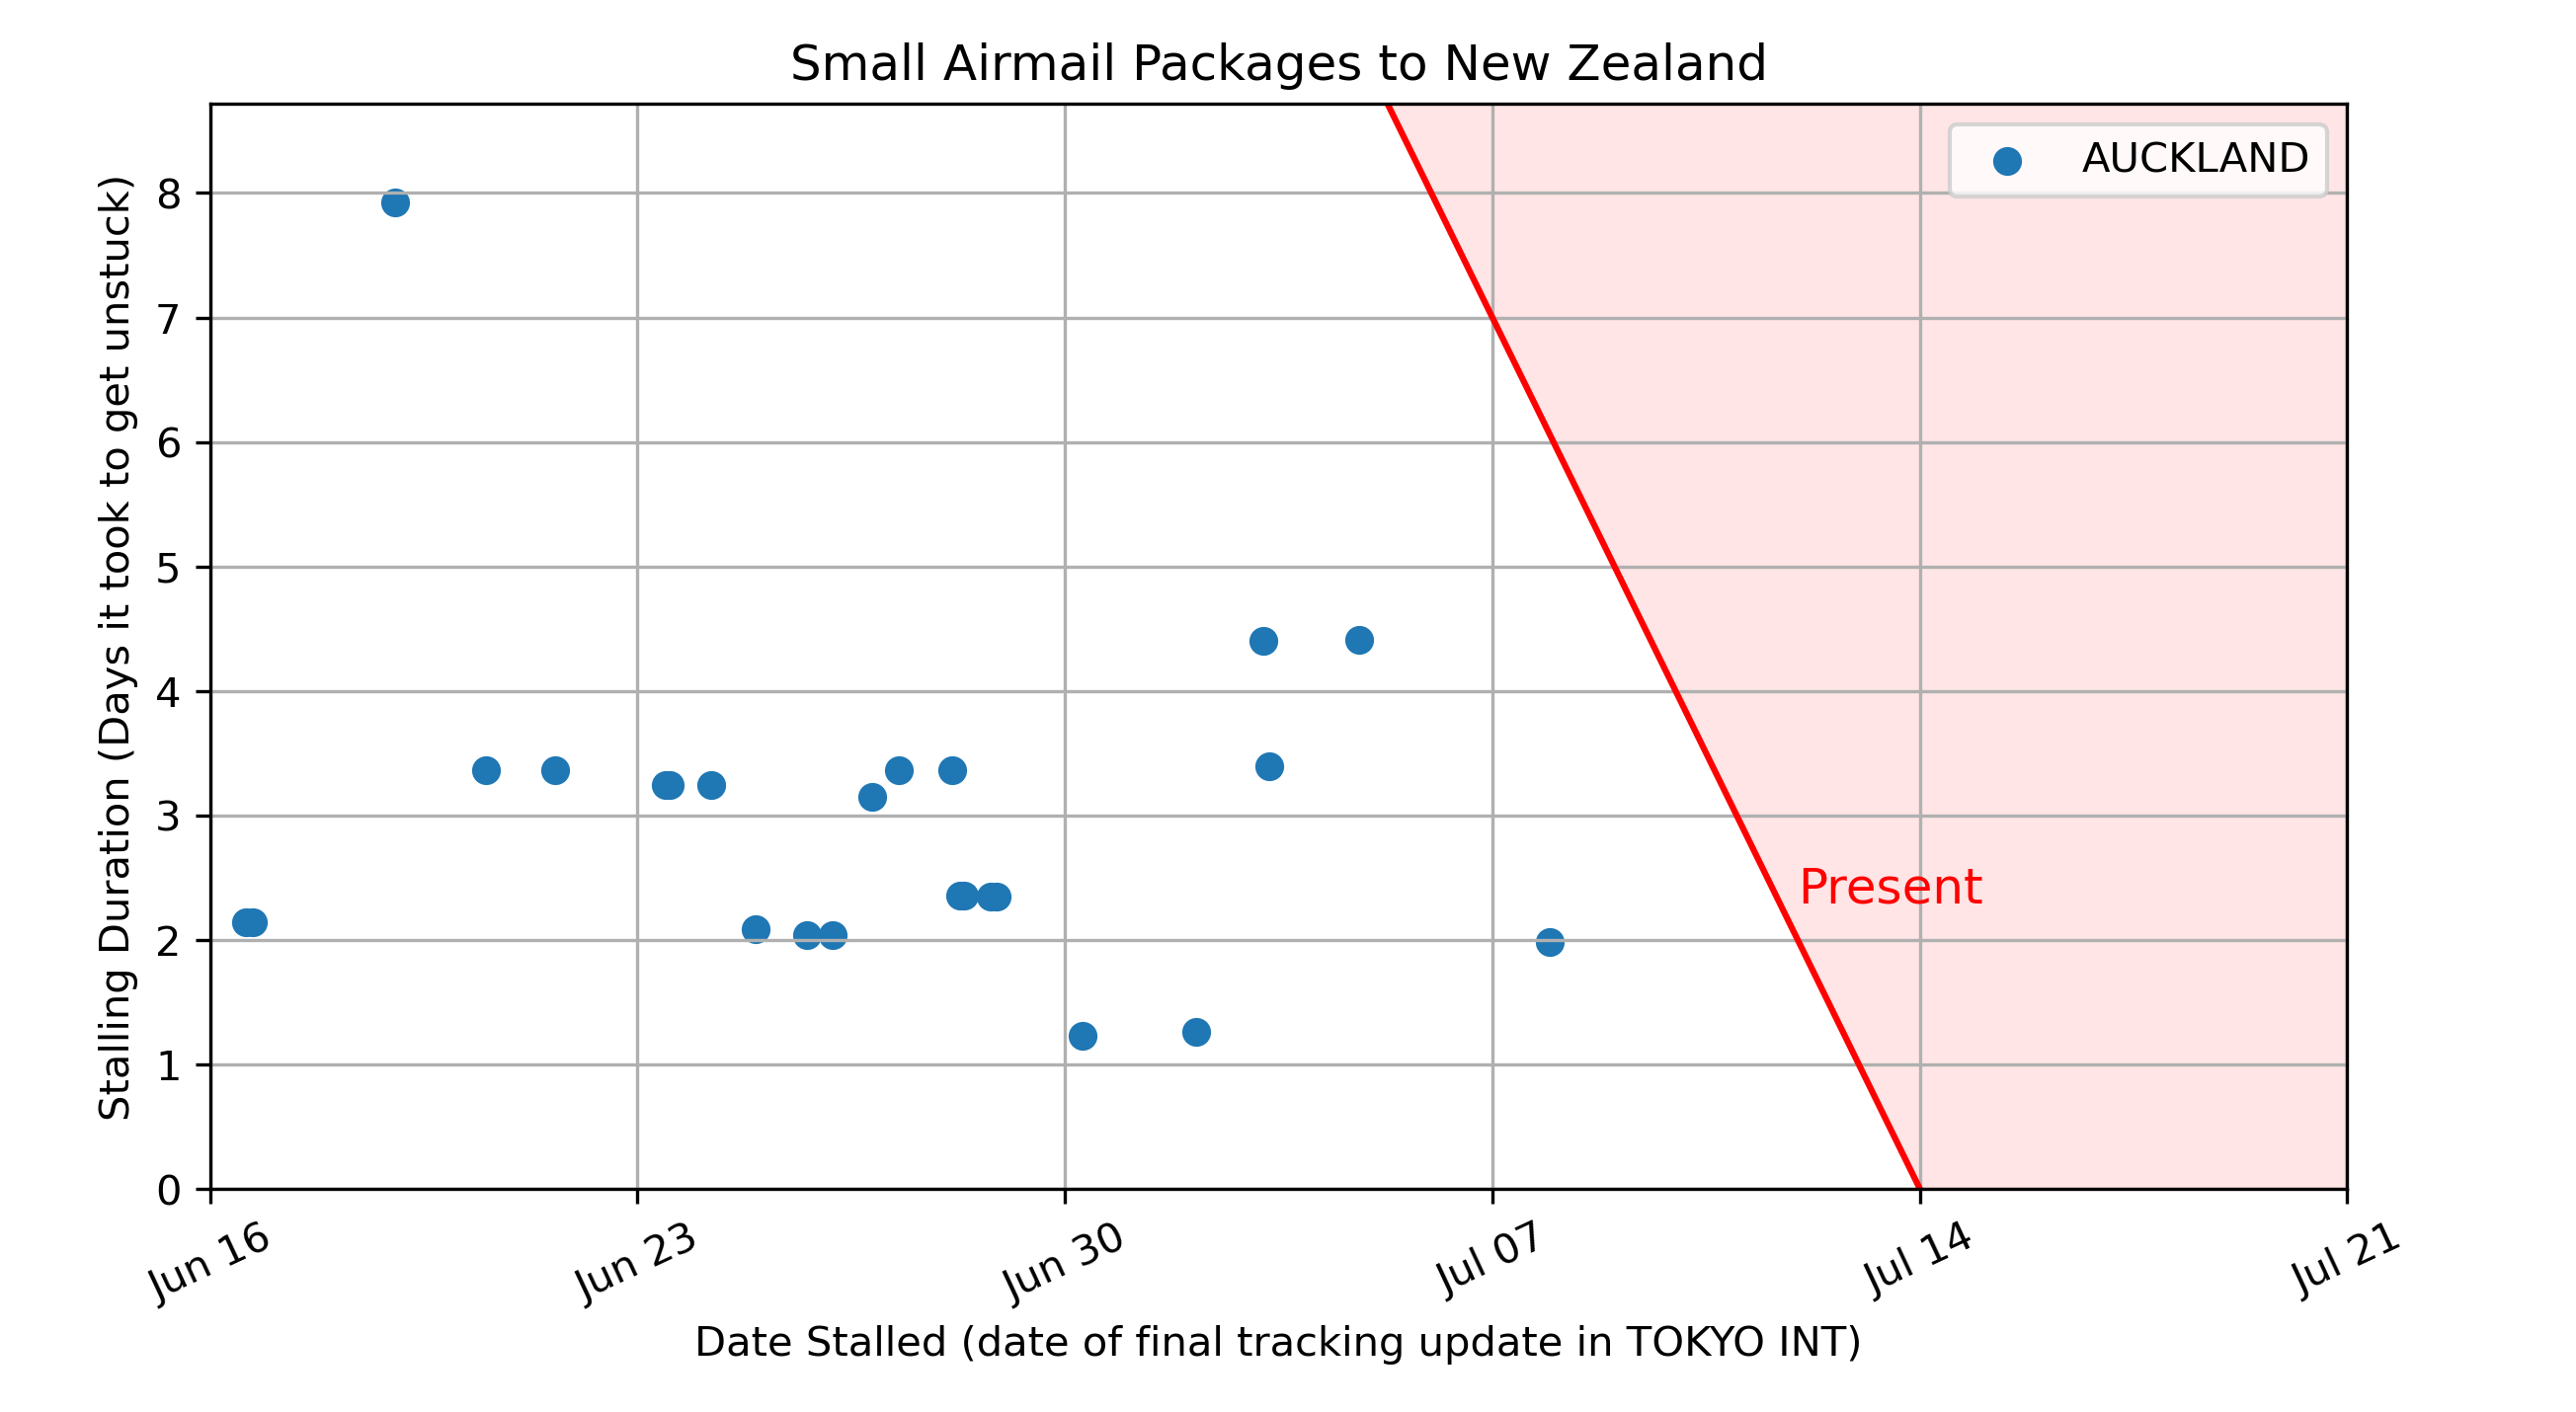 Small Airmail Packages to New Zealand
AUCKLAND
Stalling Duration (Days it took to get unstuck)
8
7
6
5
4
3
2
1
0
Present
Jun 16
Jun 23
Jun 30
Jul 07
Jul 14
Jul 21
Date Stalled (date of final tracking update in TOKYO INT)